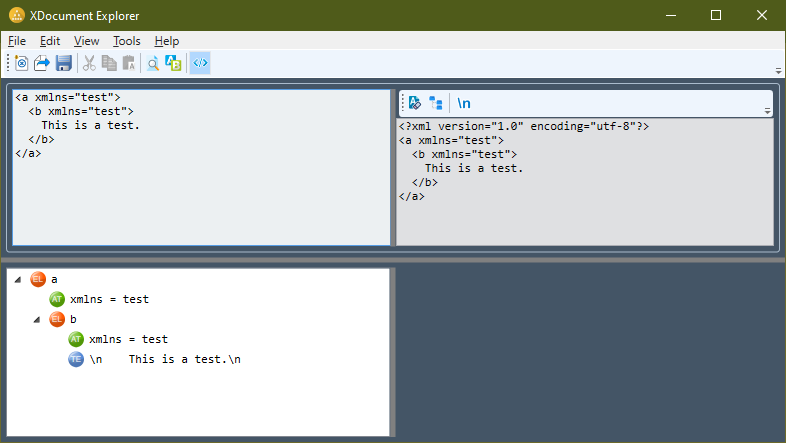 XDocument Explorer
File Edit View Tools Help
</>
<a xmlns="test">
  <b xmlns="test">
    This is a test.
  </b>
</a>
\n
<?xml version="1.0" encoding="utf-8"?>
<a xmlns="test">
  <b xmlns="test">
    This is a test.
  </b>
</a>
EL a
AT xmlns = test
EL b
AT xmlns = test
TE \n    This is a test.\n